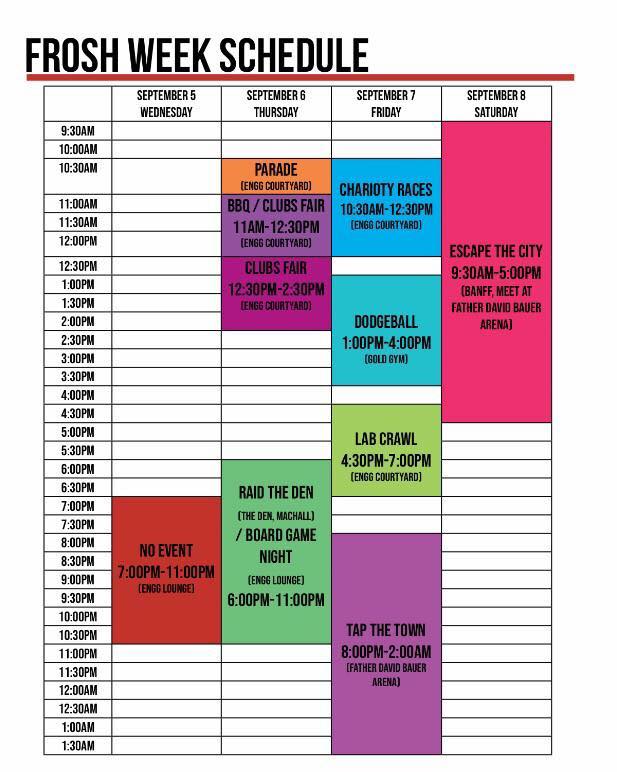 FROSH WEEK SCHEDULE
SEPTEMBER 5
WEDNESDAY
SEPTEMBER 6
THURSDAY
SEPTEMBER 7
FRIDAY
SEPTEMBER 8
SATURDAY
9:30AM
10:00AM
10:30AM
11:00AM
11:30AM
12:00PM
12:30PM
1:00PM
1:30PM
2:00PM
2:30PM
3:00PM
3:30PM
4:00PM
4:30PM
5:00PM
5:30PM
6:00PM
6:30PM
7:00PM
7:30PM
8:00PM
8:30PM
9:00PM
9:30PM
10:00PM
10:30PM
11:00PM
11:30PM
12:00AM
12:30AM
1:00AM
1:30AM
NO EVENT
7:00PM-11:00PM
(ENGG LOUNGE)
PARADE
(ENGG COURTYARD)
BBQ / CLUBS FAIR
11AM-12:30PM
(ENGG COURTYARD)
CLUBS FAIR
12:30PM-2:30PM
(ENGG COURTYARD)
RAID THE DEN
(THE DEN, MACHALL)
/ BOARD GAME
NIGHT
(ENGG LOUNGE)
6:00PM-11:00PM
CHARIOTY RACES
10:30AM-12:30PM
(ENGG COURTYARD)
DODGEBALL
1:00PM-4:00PM
(GOLD GYM)
LAB CRAWL
4:30PM-7:00PM
(ENGG COURTYARD)
TAP THE TOWN
8:00PM-2:00AM
(FATHER DAVID BAUER
ARENA)
ESCAPE THE CITY
9:30AM-5:00PM
(BANFF, MEET AT
FATHER DAVID BAUER
ARENA)